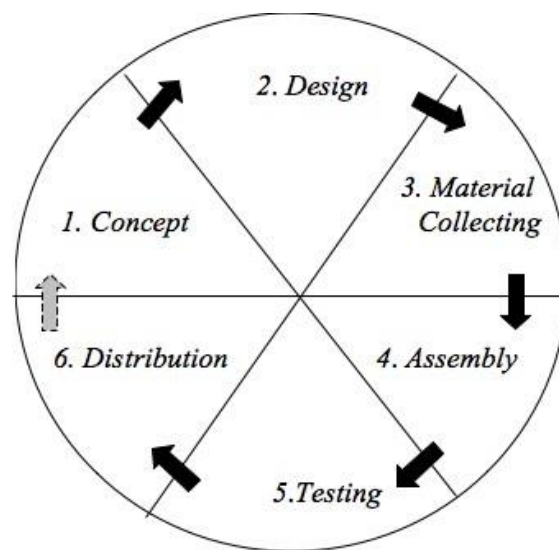 1. Concept
2. Design
3. Material
Collecting
4. Assembly
5.Testing
6. Distribution